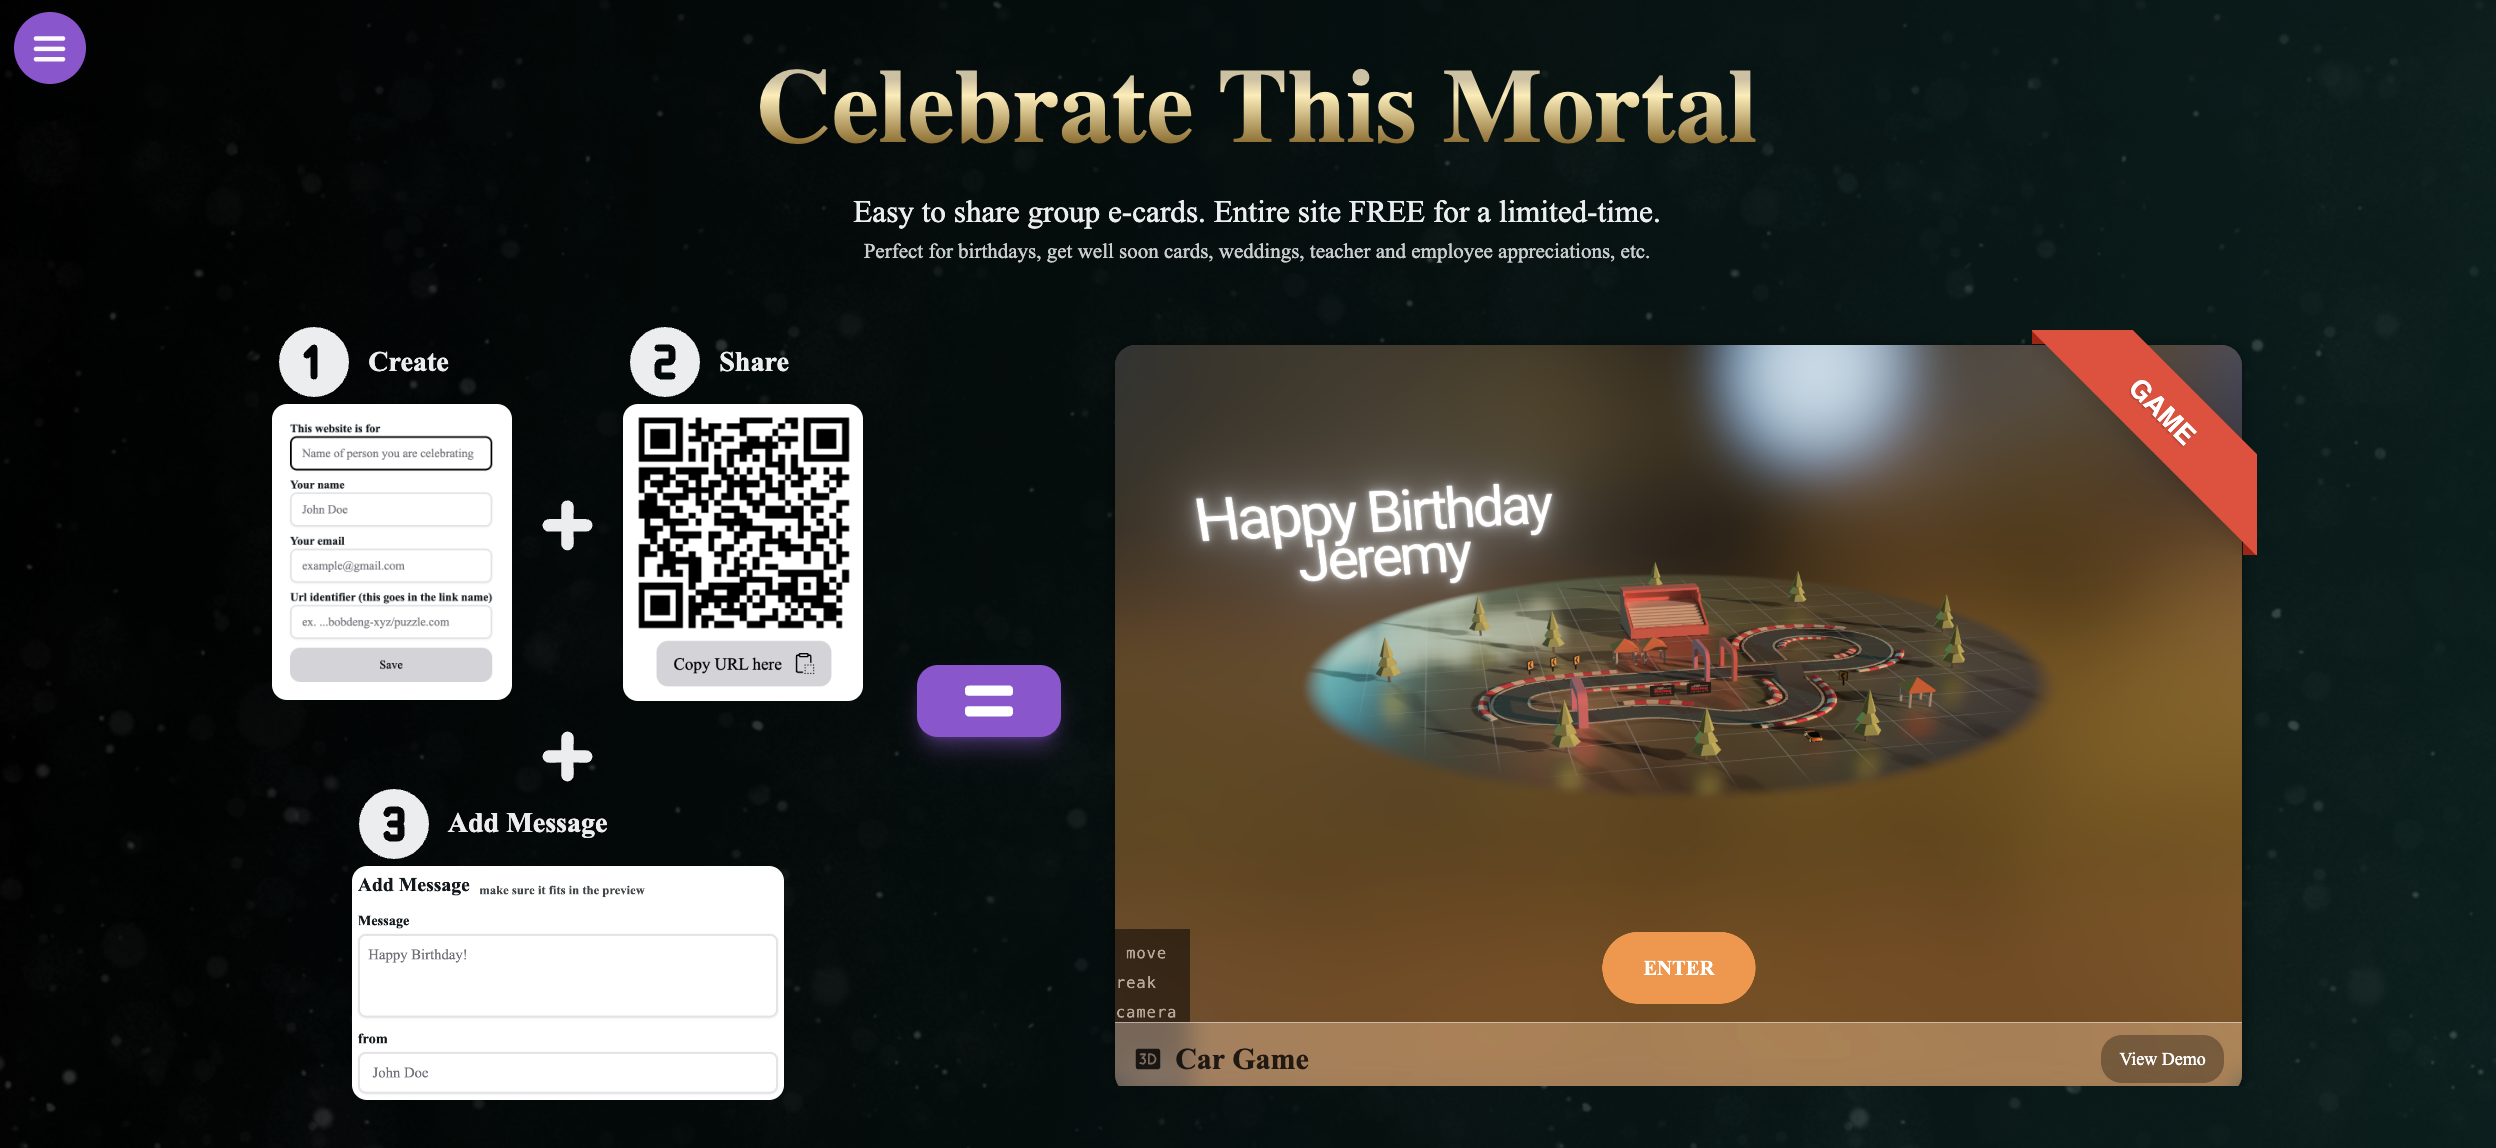 Celebrate This Mortal
Easy to share group e-cards. Entire site FREE for a limited-time.
Perfect for birthdays, get well soon cards, weddings, teacher and employee appreciations, etc.
1 Create
This website is for
Name of person you are celebrating
Your name
John Doe
Your email
example@gmail.com
Url identifier (this goes in the link name)
ex. ...bobdeng-xyz/puzzle.com
Save
2 Share
Copy URL here
3 Add Message
Add Message make sure it fits in the preview
Message
Happy Birthday!
from
John Doe
GAME
Happy Birthday
Jeremy
move
reak
camera
ENTER
3D Car Game
View Demo